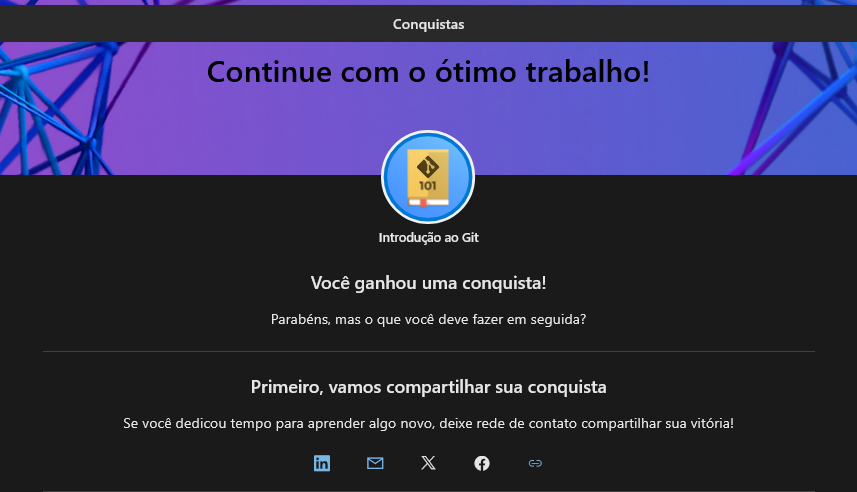 Conquistas
Continue com o ótimo trabalho!
101
Introdução ao Git
Você ganhou uma conquista!
Parabéns, mas o que você deve fazer em seguida?
Primeiro, vamos compartilhar sua conquista
Se você dedicou tempo para aprender algo novo, deixe rede de contato compartilhar sua vitória!